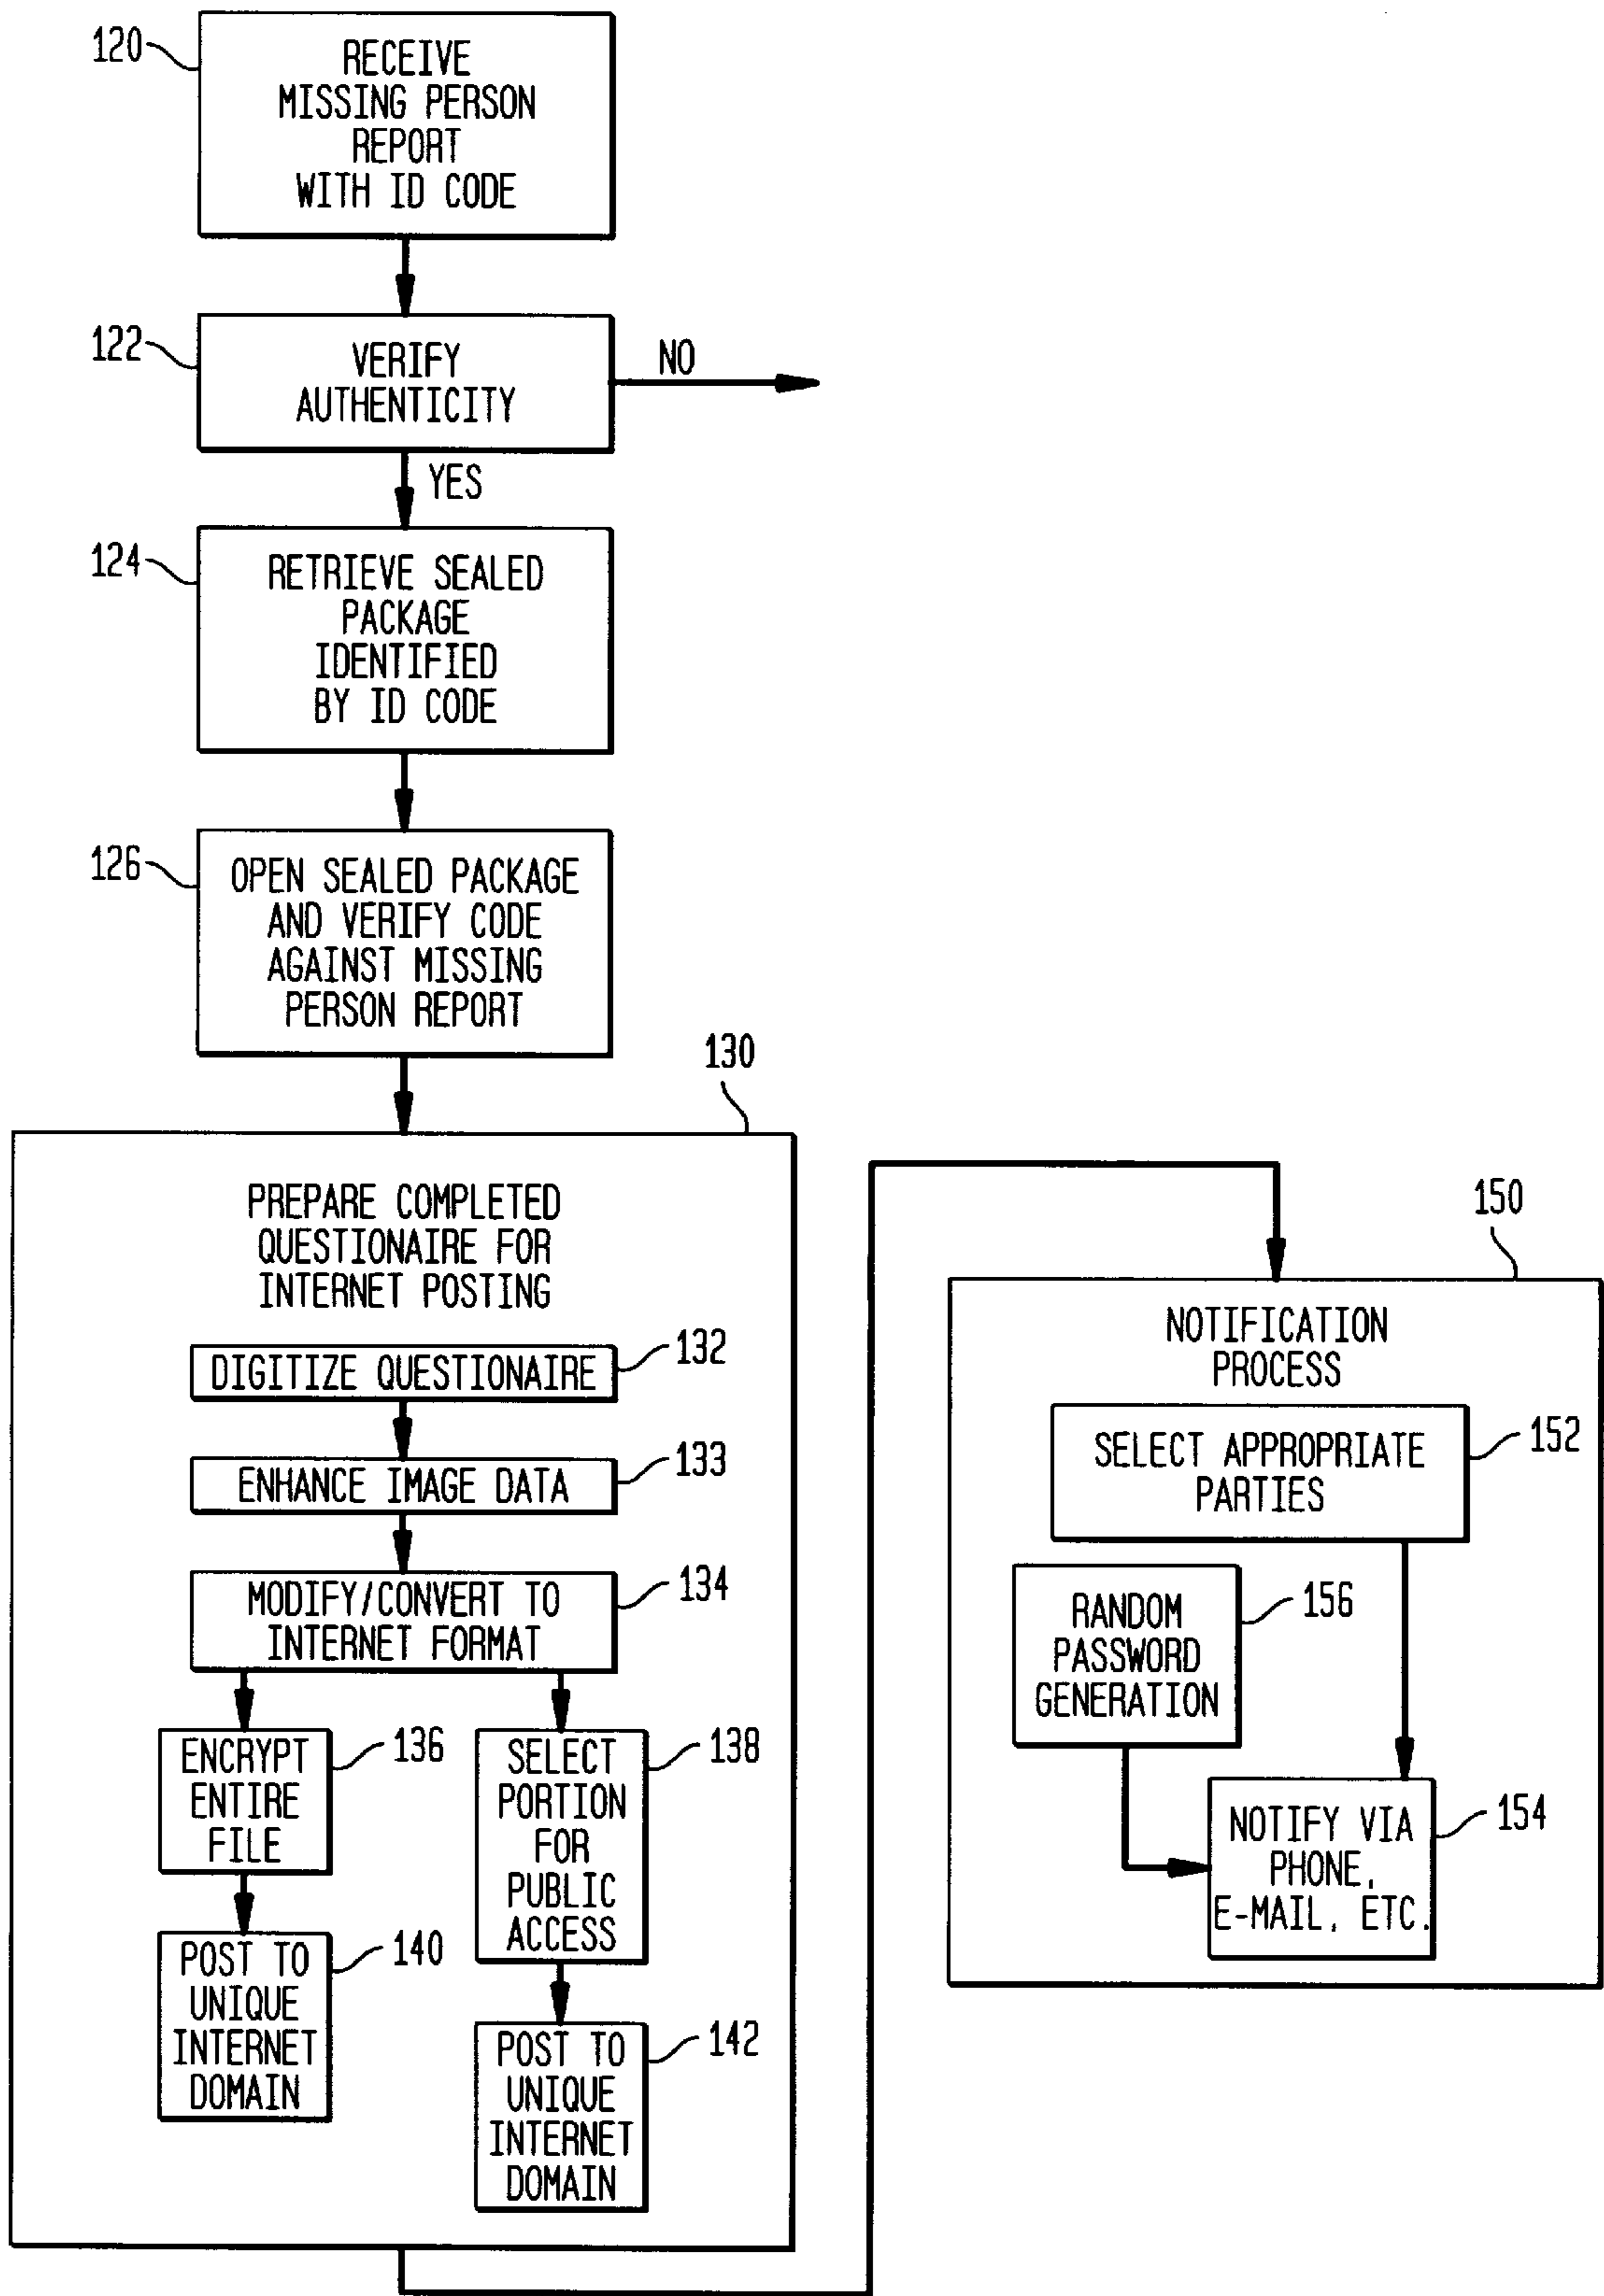 120
RECEIVE
MISSING PERSON
REPORT
WITH ID CODE
122
VERIFY
AUTHENTICITY
NO
YES
124
RETRIEVE SEALED
PACKAGE
IDENTIFIED
BY ID CODE
126
OPEN SEALED PACKAGE
AND VERIFY CODE
AGAINST MISSING
PERSON REPORT
130
PREPARE COMPLETED
QUESTIONAIRE FOR
INTERNET POSTING
DIGITIZE QUESTIONAIRE
132
ENHANCE IMAGE DATA
133
MODIFY/CONVERT TO
INTERNET FORMAT
134
ENCRYPT
ENTIRE
FILE
136
SELECT
PORTION
FOR
PUBLIC
ACCESS
138
POST TO
UNIQUE
INTERNET
DOMAIN
140
POST TO
UNIQUE
INTERNET
DOMAIN
142
150
NOTIFICATION
PROCESS
SELECT APPROPRIATE
PARTIES
152
RANDOM
PASSWORD
GENERATION
156
NOTIFY VIA
PHONE,
E-MAIL, ETC.
154